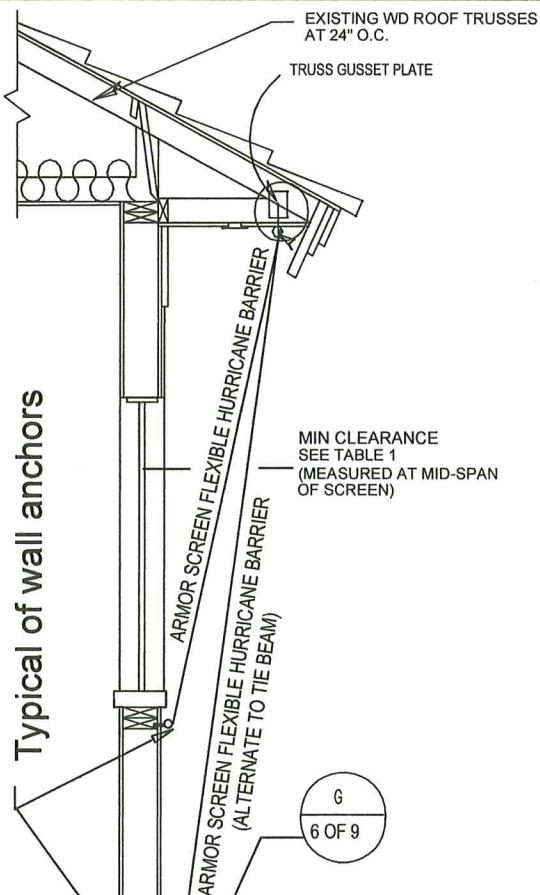 EXISTING WD ROOF TRUSSES
AT 24" O.C.
TRUSS GUSSET PLATE
ARMOR SCREEN FLEXIBLE HURRICANE BARRIER
MIN CLEARANCE
SEE TABLE 1
(MEASURED AT MID-SPAN
OF SCREEN)
ARMOR SCREEN FLEXIBLE HURRICANE BARRIER
(ALTERNATE TO TIE BEAM)
Typical of wall anchors
G
6 OF 9